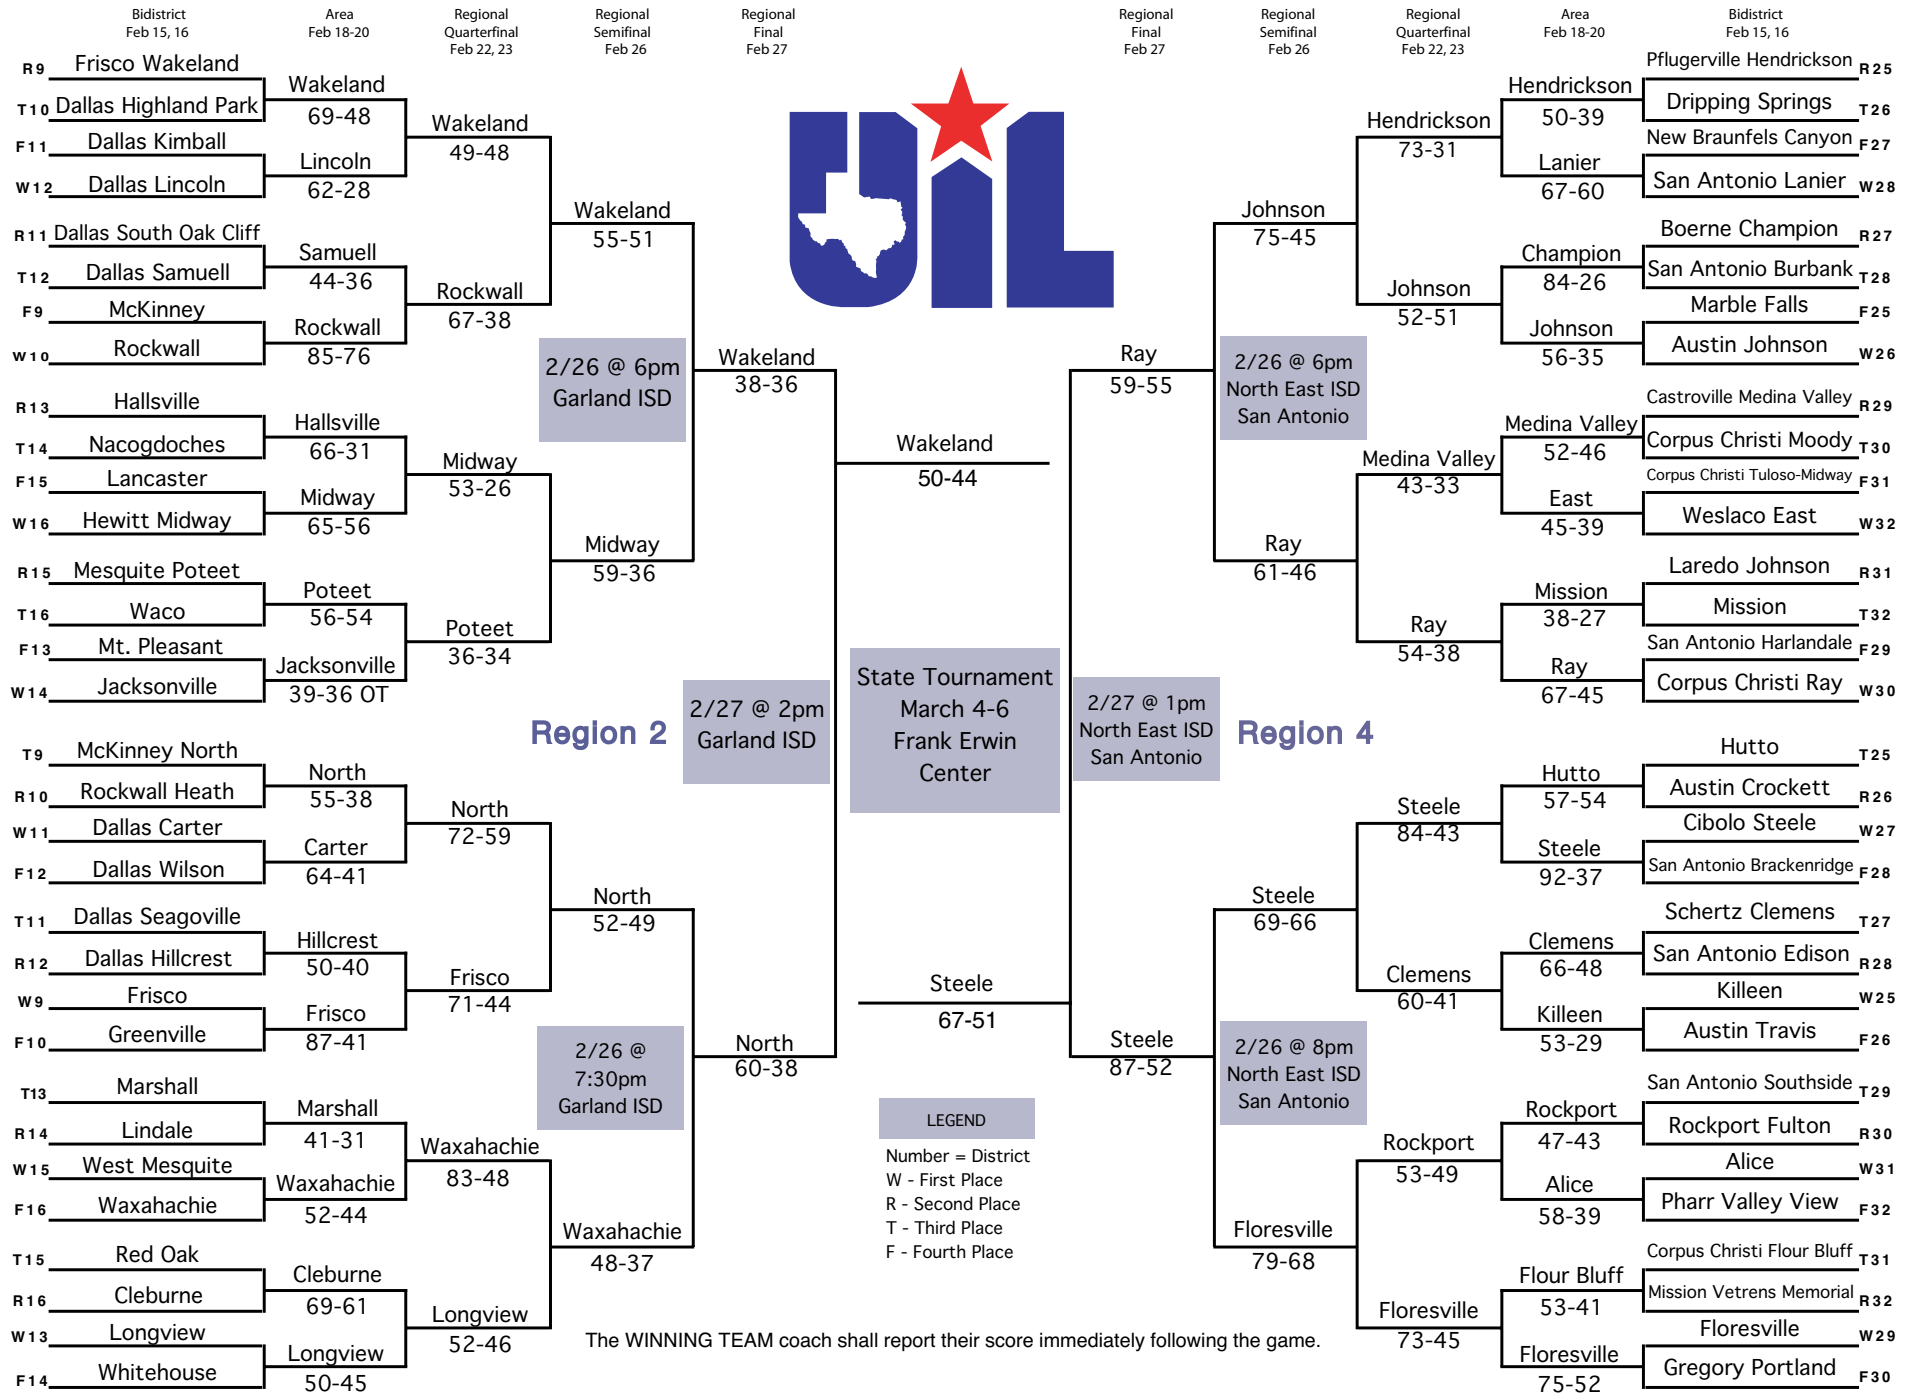 Bidistrict
Feb 15, 16
Area
Feb 18-20
Regional
Quarterfinal
Feb 22, 23
Regional
Semifinal
Feb 26
Regional
Final
Feb 27
Regional
Final
Feb 27
Regional
Semifinal
Feb 26
Regional
Quarterfinal
Feb 22, 23
Area
Feb 18-20
Bidistrict
Feb 15, 16
UIL
R9 Frisco Wakeland
T10 Dallas Highland Park
F11 Dallas Kimball
W12 Dallas Lincoln
R11 Dallas South Oak Cliff
T12 Dallas Samuell
F9 McKinney
W10 Rockwall
R13 Hallsville
T14 Nacogdoches
F15 Lancaster
W16 Hewitt Midway
R15 Mesquite Poteet
T16 Waco
F13 Mt. Pleasant
W14 Jacksonville
T9 McKinney North
R10 Rockwall Heath
W11 Dallas Carter
F12 Dallas Wilson
T11 Dallas Seagoville
R12 Dallas Hillcrest
W9 Frisco
F10 Greenville
T13 Marshall
R14 Lindale
W15 West Mesquite
F16 Waxahachie
T15 Red Oak
R16 Cleburne
W13 Longview
F14 Whitehouse
Wakeland
69-48
Lincoln
62-28
Samuell
44-36
Rockwall
85-76
Hallsville
66-31
Midway
65-56
Poteet
56-54
Jacksonville
39-36 OT
North
55-38
Carter
64-41
Hillcrest
50-40
Frisco
87-41
Marshall
41-31
Waxahachie
52-44
Cleburne
69-61
Longview
50-45
Wakeland
49-48
Rockwall
67-38
Midway
53-26
Poteet
36-34
North
72-59
Frisco
71-44
Waxahachie
83-48
Longview
52-46
Wakeland
55-51
2/26 @ 6pm
Garland ISD
Midway
59-36
Region 2
North
52-49
2/26 @
7:30pm
Garland ISD
Waxahachie
48-37
Wakeland
38-36
2/27 @ 2pm
Garland ISD
North
60-38
Wakeland
50-44
State Tournament
March 4-6
Frank Erwin
Center
Steele
67-51
LEGEND
Number = District
W - First Place
R - Second Place
T - Third Place
F - Fourth Place
Ray
59-55
2/27 @ 1pm
North East ISD
San Antonio
Steele
87-52
Johnson
75-45
2/26 @ 6pm
North East ISD
San Antonio
Ray
61-46
Region 4
Steele
69-66
2/26 @ 8pm
North East ISD
San Antonio
Floresville
79-68
Hendrickson
73-31
Johnson
52-51
Medina Valley
43-33
Ray
54-38
Steele
84-43
Clemens
60-41
Rockport
53-49
Floresville
73-45
Hendrickson
50-39
Lanier
67-60
Champion
84-26
Johnson
56-35
Medina Valley
52-46
East
45-39
Mission
38-27
Ray
67-45
Hutto
57-54
Steele
92-37
Clemens
66-48
Killeen
53-29
Rockport
47-43
Alice
58-39
Flour Bluff
53-41
Floresville
75-52
Pflugerville Hendrickson R25
Dripping Springs T26
New Braunfels Canyon F27
San Antonio Lanier W28
Boerne Champion R27
San Antonio Burbank T28
Marble Falls F25
Austin Johnson W26
Castroville Medina Valley R29
Corpus Christi Moody T30
Corpus Christi Tuloso-Midway F31
Weslaco East W32
Laredo Johnson R31
Mission T32
San Antonio Harlandale F29
Corpus Christi Ray W30
Hutto T25
Austin Crockett R26
Cibolo Steele W27
San Antonio Brackenridge F28
Schertz Clemens T27
San Antonio Edison R28
Killeen W25
Austin Travis F26
San Antonio Southside T29
Rockport Fulton R30
Alice W31
Pharr Valley View F32
Corpus Christi Flour Bluff T31
Mission Vetrens Memorial R32
Floresville W29
Gregory Portland F30
The WINNING TEAM coach shall report their score immediately following the game.